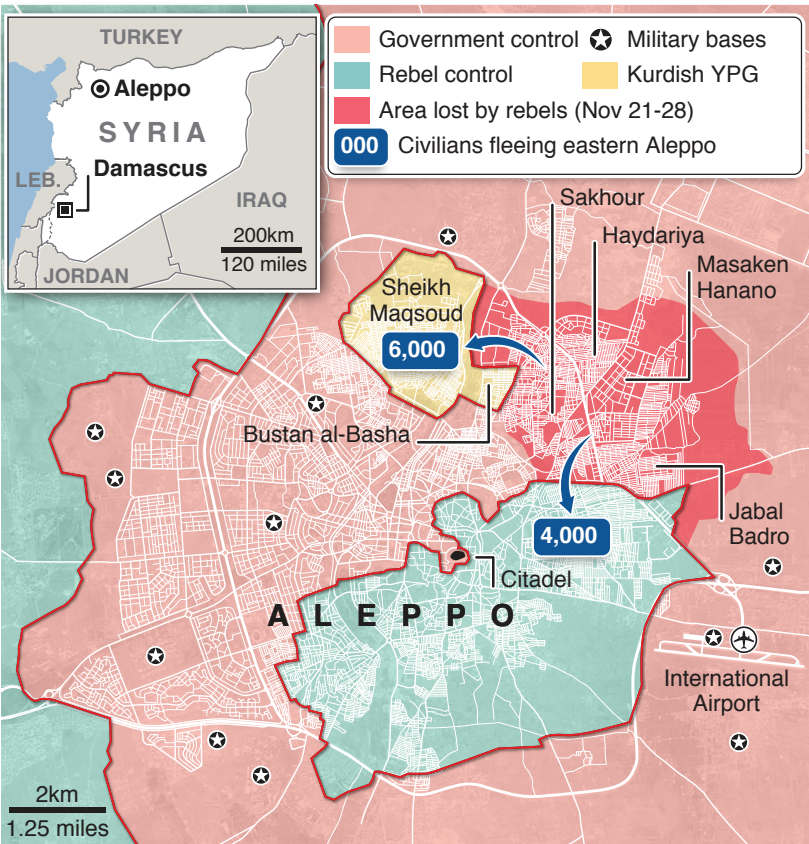 TURKEY
Aleppo
SYRIA
Damascus
LEB.
IRAQ
200km
120 miles
JORDAN
Government control
Military bases
Rebel control
Kurdish YPG
Area lost by rebels (Nov 21-28)
000 Civilians fleeing eastern Aleppo
Sakhour
Haydariya
Masaken
Hanano
Sheikh
Maqsoud
6,000
Bustan al-Basha
Jabal
Badro
4,000
Citadel
ALEPPO
International
Airport
2km
1.25 miles